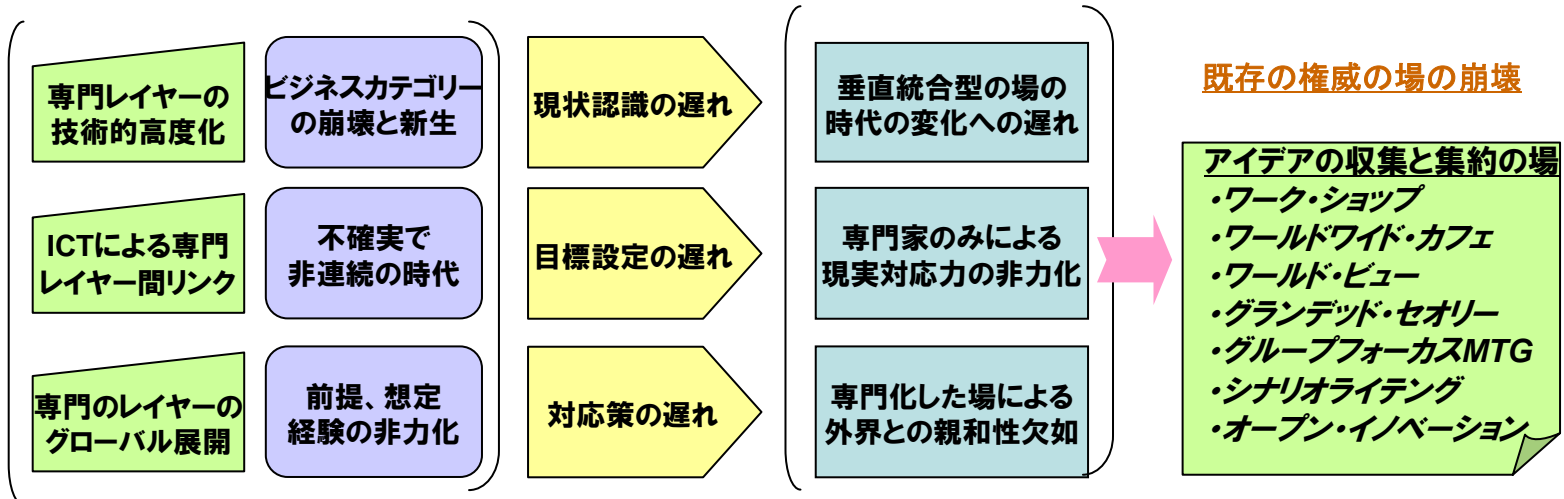 専門レイヤーの
技術的高度化
ICTによる専門
レイヤー間リンク
専門のレイヤーの
グローバル展開
ビジネスカテゴリー
の崩壊と新生
不確実で
非連続の時代
前提、想定
経験の非力化
現状認識の遅れ
目標設定の遅れ
対応策の遅れ
垂直統合型の場の
時代の変化への遅れ
専門家のみによる
現実対応力の非力化
専門化した場による
外界との親和性欠如
既存の権威の場の崩壊
アイデアの収集と集約の場
・ワーク・ショップ
・ワールドワイド・カフェ
・ワールド・ビュー
・グランデッド・セオリー
・グループフォーカスMTG
・シナリオライテング
・オープン・イノベーション